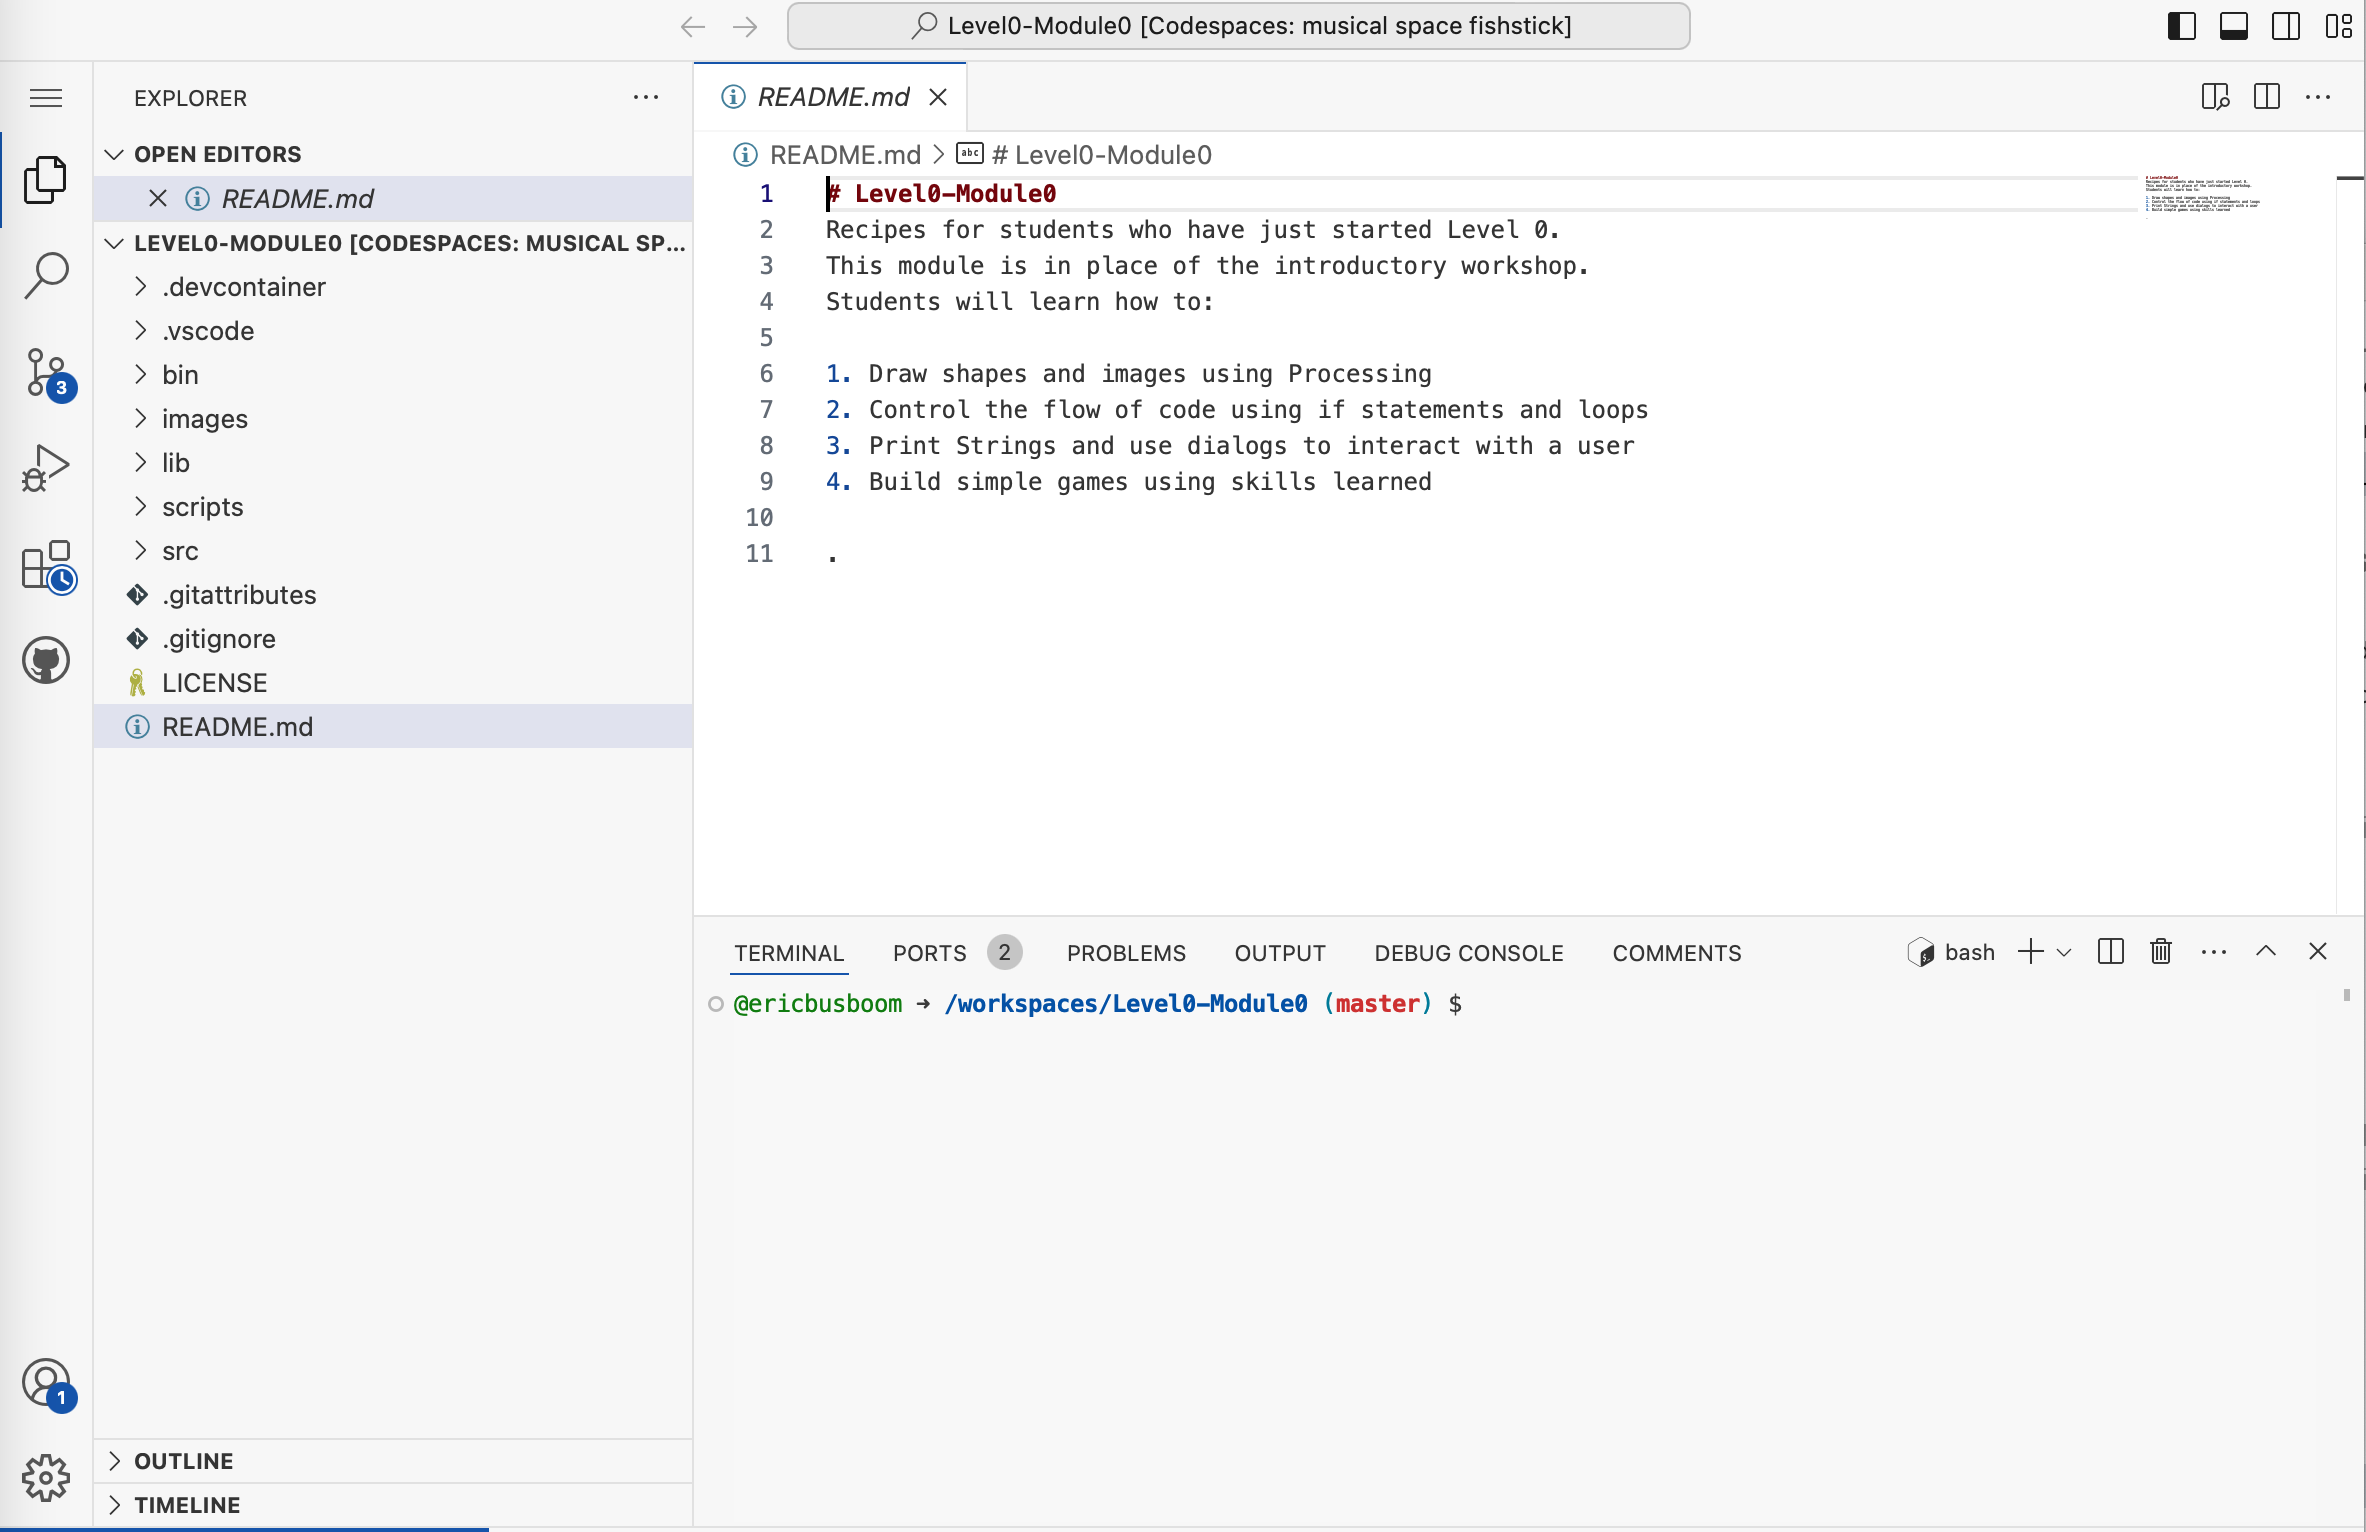 Level0-Module0 [Codespaces: musical space fishstick]
EXPLORER
OPEN EDITORS
README.md
LEVEL0-MODULE0 [CODESPACES: MUSICAL SP...
.devcontainer
.vscode
bin
images
lib
scripts
src
.gitattributes
.gitignore
LICENSE
README.md
OUTLINE
TIMELINE
3
1
README.md
README.md > abc # Level0-Module0
1 # Level0-Module0
2 Recipes for students who have just started Level 0.
3 This module is in place of the introductory workshop.
4 Students will learn how to:
5
6 1. Draw shapes and images using Processing
7 2. Control the flow of code using if statements and loops
8 3. Print Strings and use dialogs to interact with a user
9 4. Build simple games using skills learned
10
11 .
TERMINAL PORTS 2 PROBLEMS OUTPUT DEBUG CONSOLE COMMENTS bash
@ericbusboom → /workspaces/Level0-Module0 (master) $